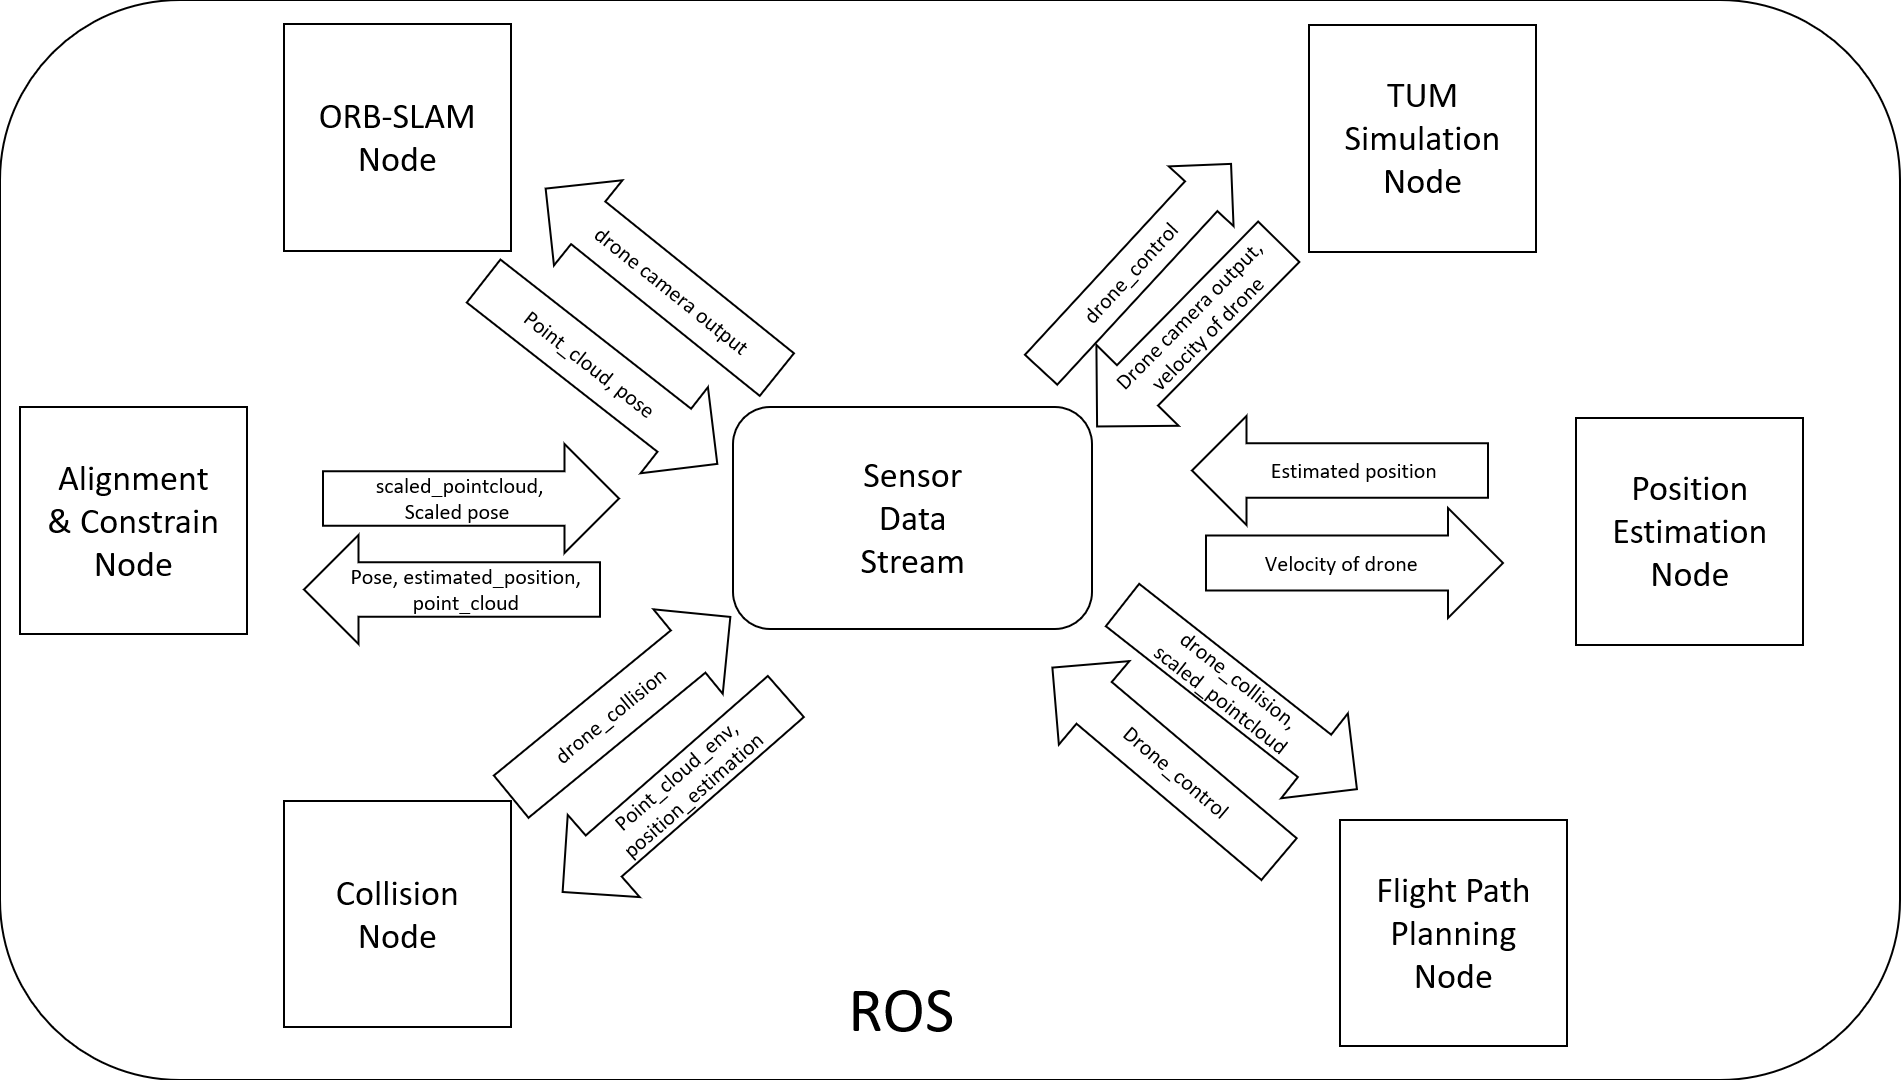 ORB-SLAM
Node
TUM
Simulation
Node
drone camera output
Point_cloud, pose
drone_control
Drone camera output,
velocity of drone
Alignment
& Constrain
Node
scaled_pointcloud,
Scaled pose
Pose, estimated_position,
point_cloud
Sensor
Data
Stream
Estimated position
Velocity of drone
Position
Estimation
Node
drone_collision
Point_cloud_env,
position_estimation
drone_collision,
scaled_pointcloud
Drone_control
Collision
Node
Flight Path
Planning
Node
ROS